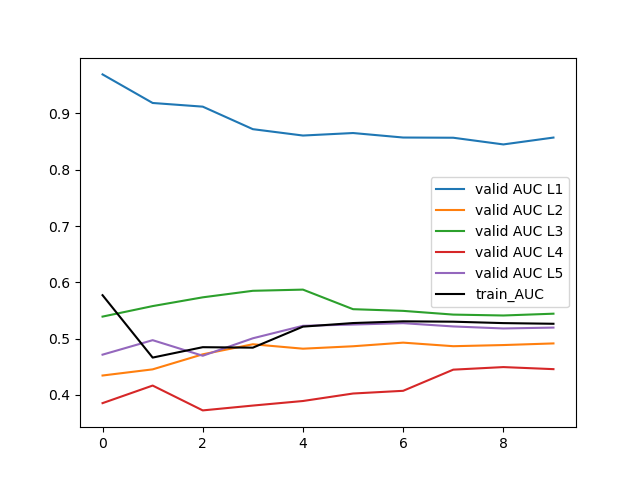 0.9
0.8
0.7
0.6
0.5
0.4
0 2 4 6 8
valid AUC L1
valid AUC L2
valid AUC L3
valid AUC L4
valid AUC L5
train_AUC